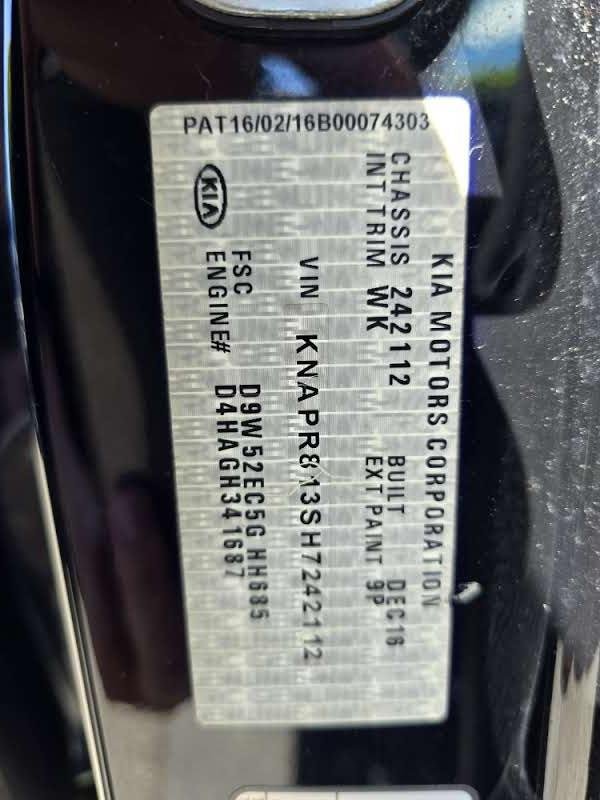 PAT16/02/16B00074303
KIA MOTORS CORPORATION
CHASSIS 242112 BUILT DEC16
INT TRIM WK EXT PAINT 9P
VIN KNAPR813SH7242112
KIA
FSC D9W52EC5G HH685
ENGINE# D4HAGH341687